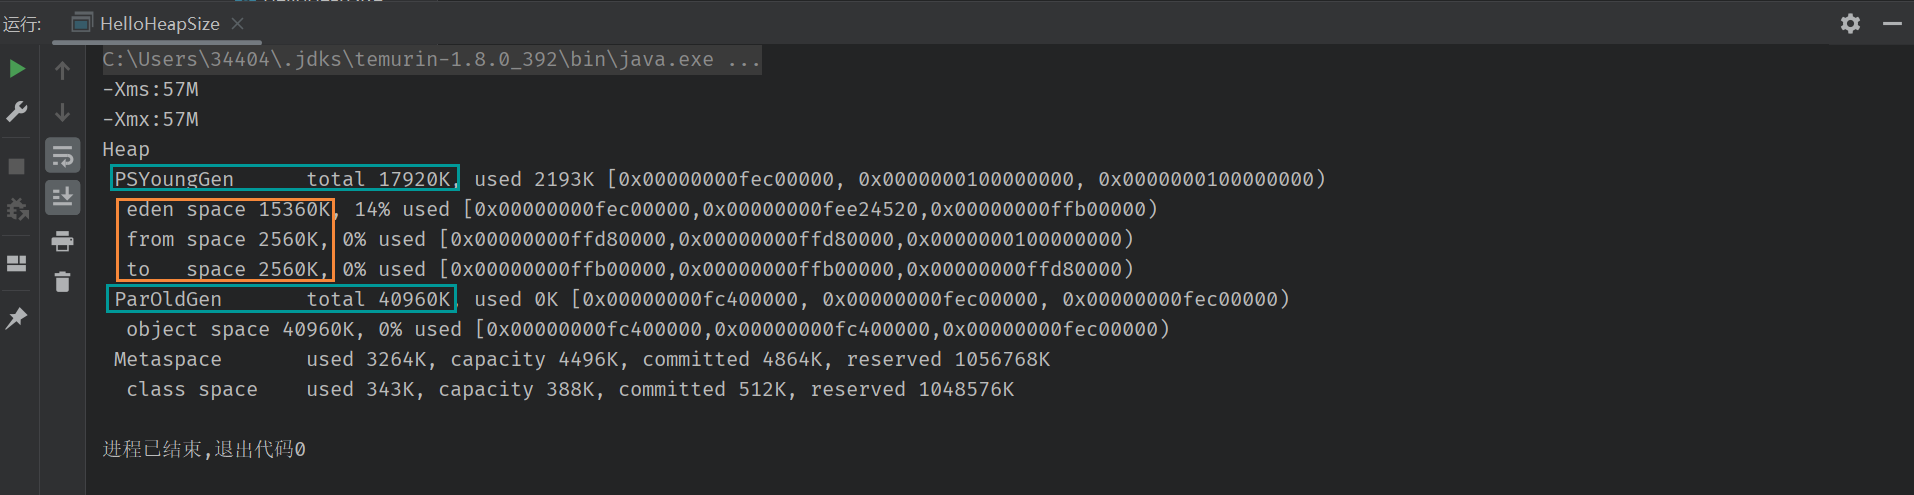 运行: HelloHeapSize
C:\Users\34404\.jdks\temurin-1.8.0_392\bin\java.exe ...
-Xms:57M
-Xmx:57M
Heap
PSYoungGen      total 17920K, used 2193K [0x00000000fec00000, 0x0000000100000000, 0x0000000100000000)
eden space 15360K, 14% used [0x00000000fec00000,0x00000000fee24520,0x00000000ffb00000)
from space 2560K, 0% used [0x00000000ffd80000,0x00000000ffd80000,0x0000000100000000)
to   space 2560K, 0% used [0x00000000ffb00000,0x00000000ffb00000,0x00000000ffd80000)
ParOldGen       total 40960K, used 0K [0x00000000fc400000, 0x00000000fec00000, 0x00000000fec00000)
object space 40960K, 0% used [0x00000000fc400000,0x00000000fc400000,0x00000000fec00000)
Metaspace       used 3264K, capacity 4496K, committed 4864K, reserved 1056768K
class space    used 343K, capacity 388K, committed 512K, reserved 1048576K
进程已结束,退出代码0